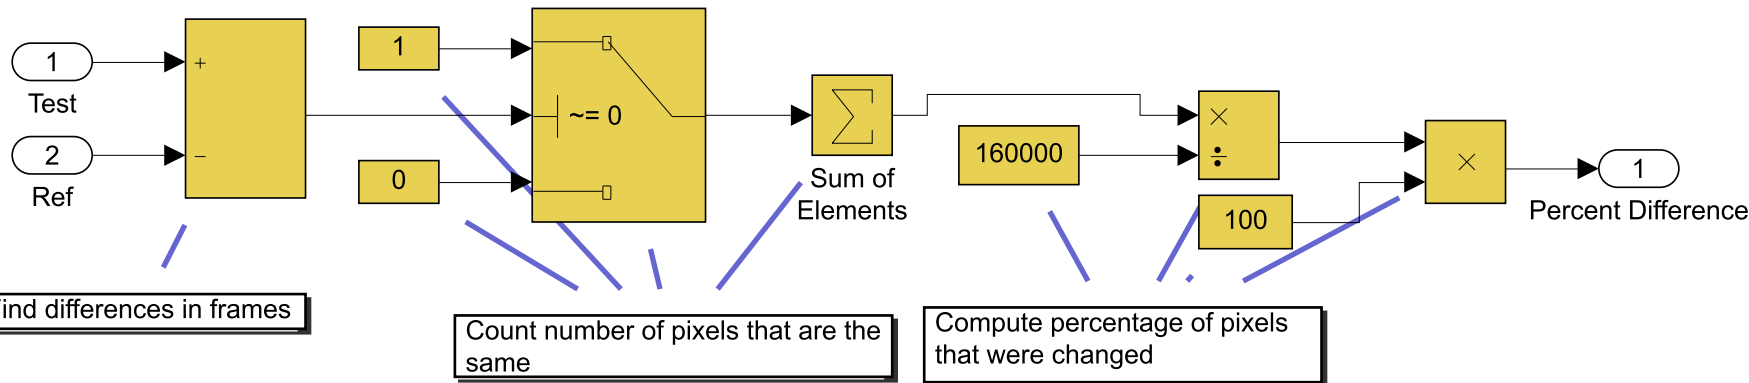 1
Test
2
Ref
+
−
1
0
~= 0
Sum of
Elements
160000
×
÷
100
×
1
Percent Difference
ind differences in frames
Count number of pixels that are the
same
Compute percentage of pixels
that were changed